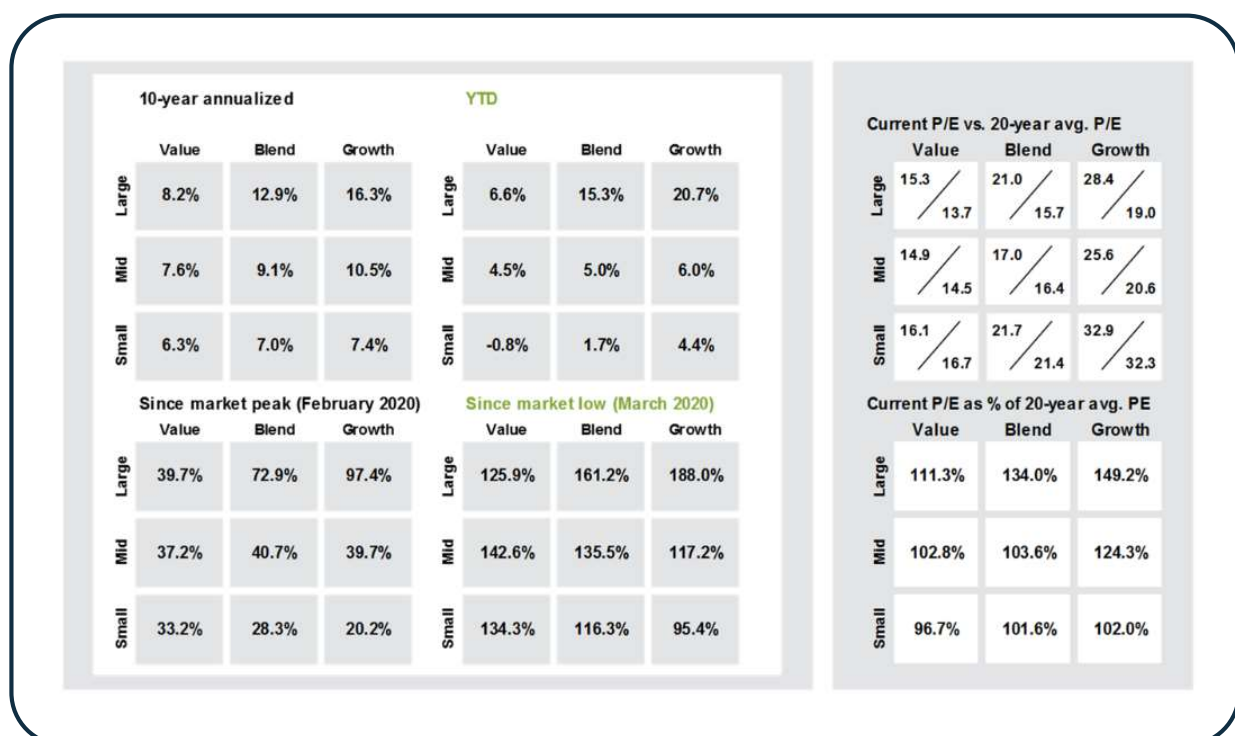 10-year annualized
Value Blend Growth
Large 8.2% 12.9% 16.3%
Mid 7.6% 9.1% 10.5%
Small 6.3% 7.0% 7.4%
YTD
Value Blend Growth
Large 6.6% 15.3% 20.7%
Mid 4.5% 5.0% 6.0%
Small -0.8% 1.7% 4.4%
Since market peak (February 2020)
Value Blend Growth
Large 39.7% 72.9% 97.4%
Mid 37.2% 40.7% 39.7%
Small 33.2% 28.3% 20.2%
Since market low (March 2020)
Value Blend Growth
Large 125.9% 161.2% 188.0%
Mid 142.6% 135.5% 117.2%
Small 134.3% 116.3% 95.4%
Current P/E vs. 20-year avg. P/E
Value Blend Growth
Large 15.3 / 13.7 21.0 / 15.7 28.4 / 19.0
Mid 14.9 / 14.5 17.0 / 16.4 25.6 / 20.6
Small 16.1 / 16.7 21.7 / 21.4 32.9 / 32.3
Current P/E as % of 20-year avg. PE
Value Blend Growth
Large 111.3% 134.0% 149.2%
Mid 102.8% 103.6% 124.3%
Small 96.7% 101.6% 102.0%